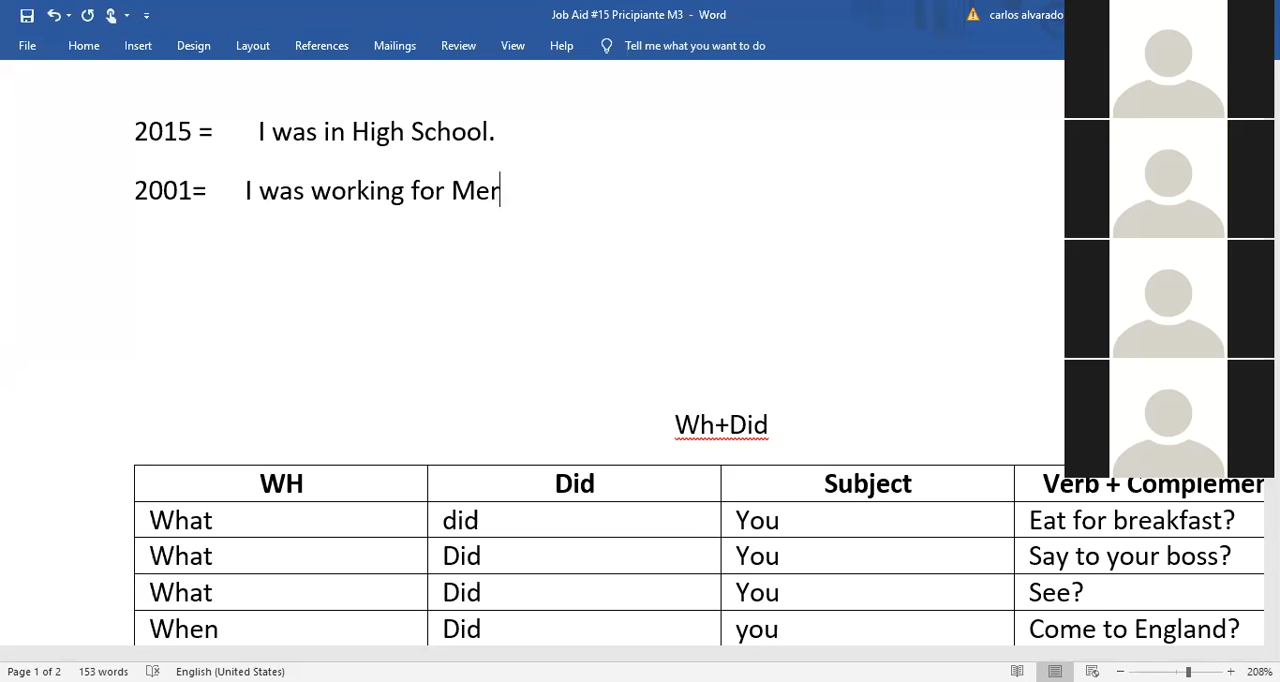 Job Aid #15 Pricipiante M3 - Word
carlos alvarado
File Home Insert Design Layout References Mailings Review View Help Tell me what you want to do
2015 = I was in High School.
2001= I was working for Mer
Wh+Did
WH Did Subject Verb + Complemen
What did You Eat for breakfast?
What Did You Say to your boss?
What Did You See?
When Did you Come to England?
Page 1 of 2 153 words English (United States) 208%